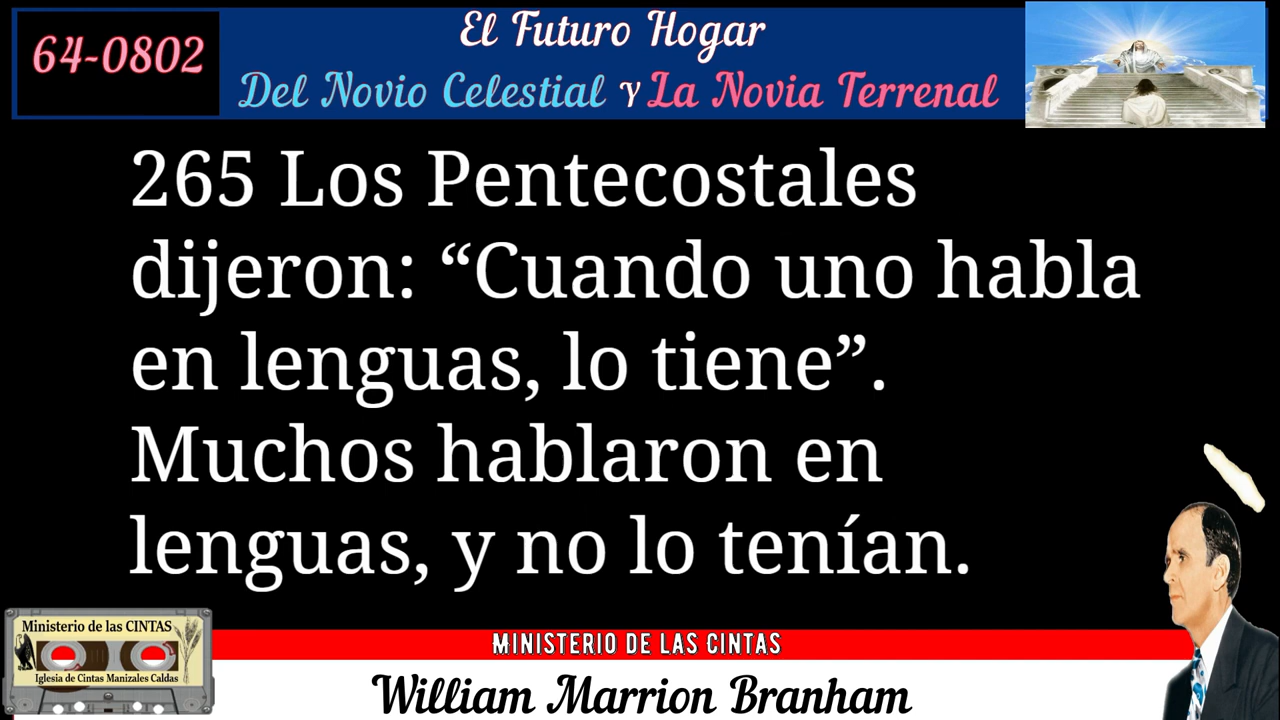 64-0802
El Futuro Hogar
Del Novio Celestial Y La Novia Terrenal
265 Los Pentecostales
dijeron: “Cuando uno habla
en lenguas, lo tiene”.
Muchos hablaron en
lenguas, y no lo tenían.
Ministerio de las CINTAS
Iglesia de Cintas Manizales Caldas
MINISTERIO DE LAS CINTAS
William Marrion Branham